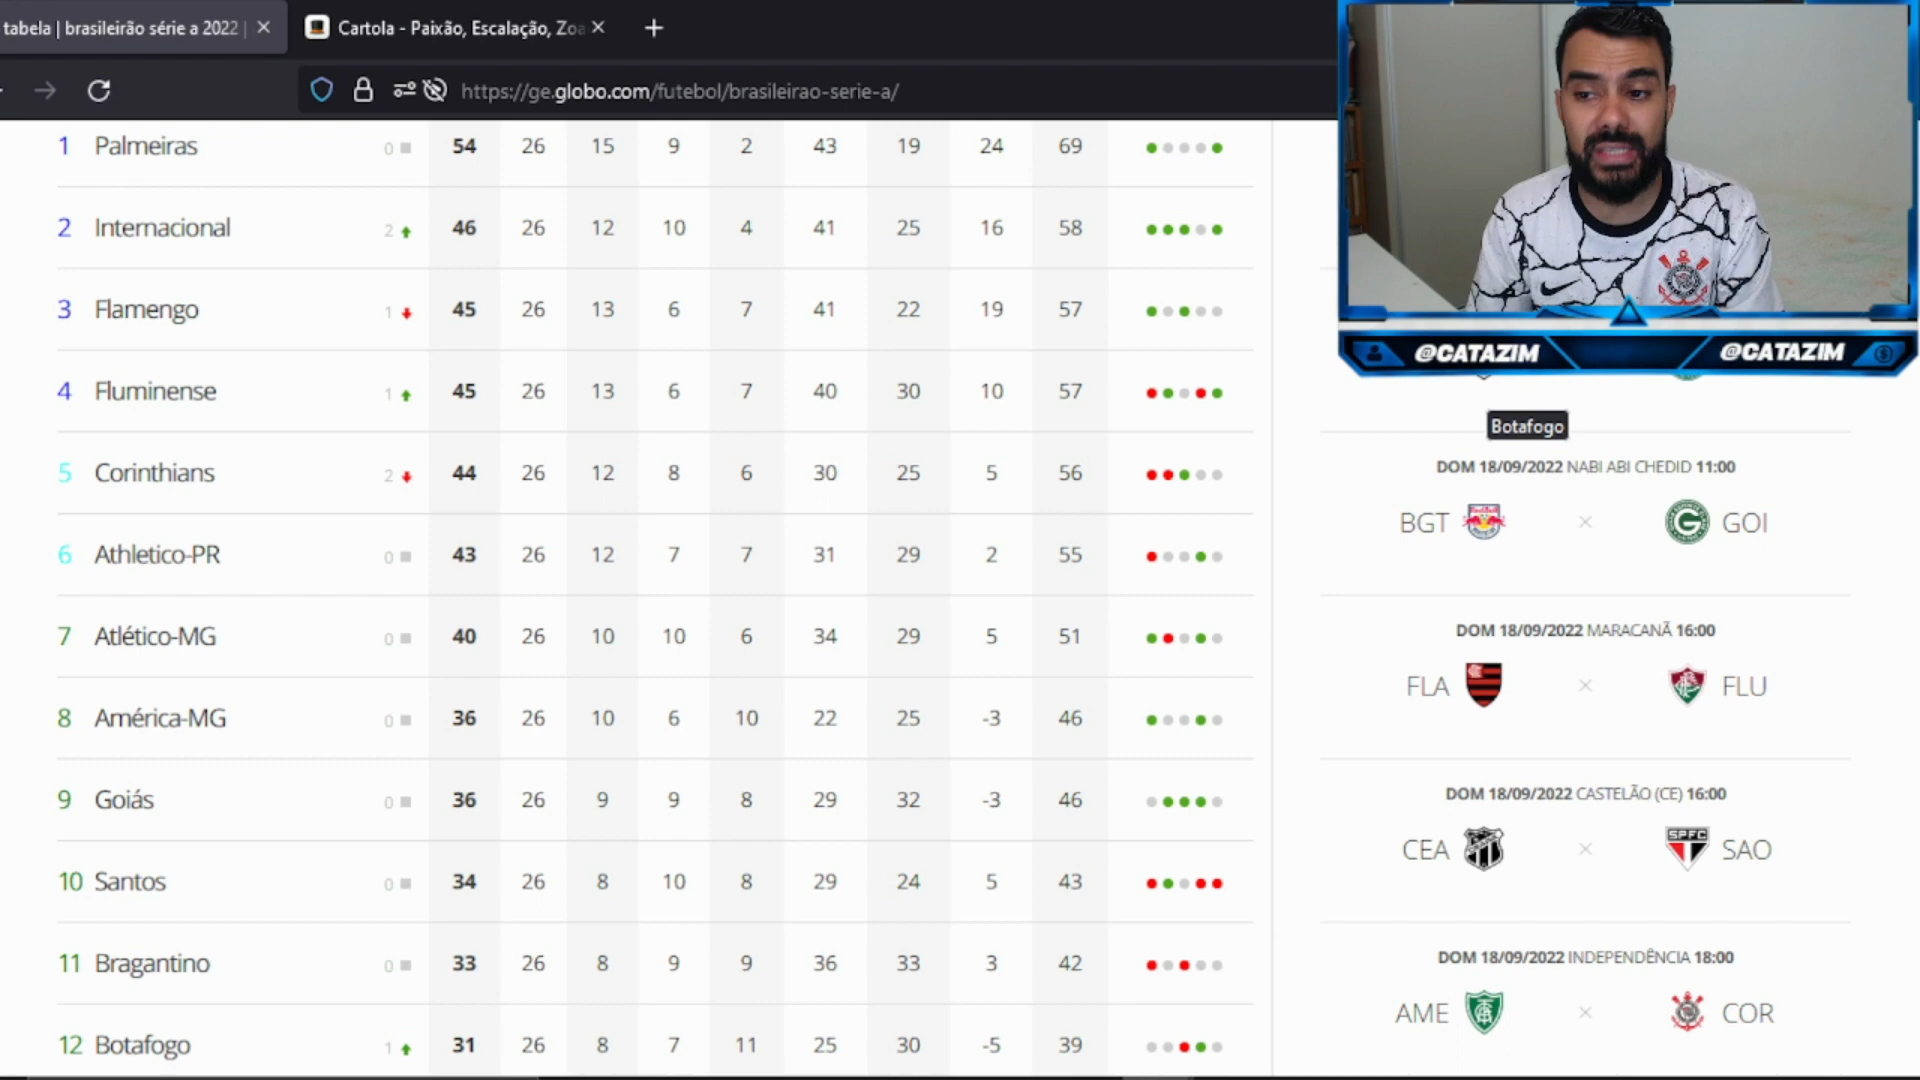 tabela | brasileirão série a 2022 |
Cartola - Paixão, Escalação, Zoa
https://ge.globo.com/futebol/brasileirao-serie-a/
1 Palmeiras 0 54 26 15 9 2 43 19 24 69
2 Internacional 2 46 26 12 10 4 41 25 16 58
3 Flamengo 1 45 26 13 6 7 41 22 19 57
4 Fluminense 1 45 26 13 6 7 40 30 10 57
5 Corinthians 2 44 26 12 8 6 30 25 5 56
6 Athletico-PR 0 43 26 12 7 7 31 29 2 55
7 Atlético-MG 0 40 26 10 10 6 34 29 5 51
8 América-MG 0 36 26 10 6 10 22 25 -3 46
9 Goiás 0 36 26 9 9 8 29 32 -3 46
10 Santos 0 34 26 8 10 8 29 24 5 43
11 Bragantino 0 33 26 8 9 9 36 33 3 42
12 Botafogo 1 31 26 8 7 11 25 30 -5 39
@CATAZIM @CATAZIM
Botafogo
DOM 18/09/2022 NABI ABI CHEDID 11:00
BGT × GOI
DOM 18/09/2022 MARACANÃ 16:00
FLA × FLU
DOM 18/09/2022 CASTELÃO (CE) 16:00
CEA × SPFC SAO
DOM 18/09/2022 INDEPENDÊNCIA 18:00
AME × COR